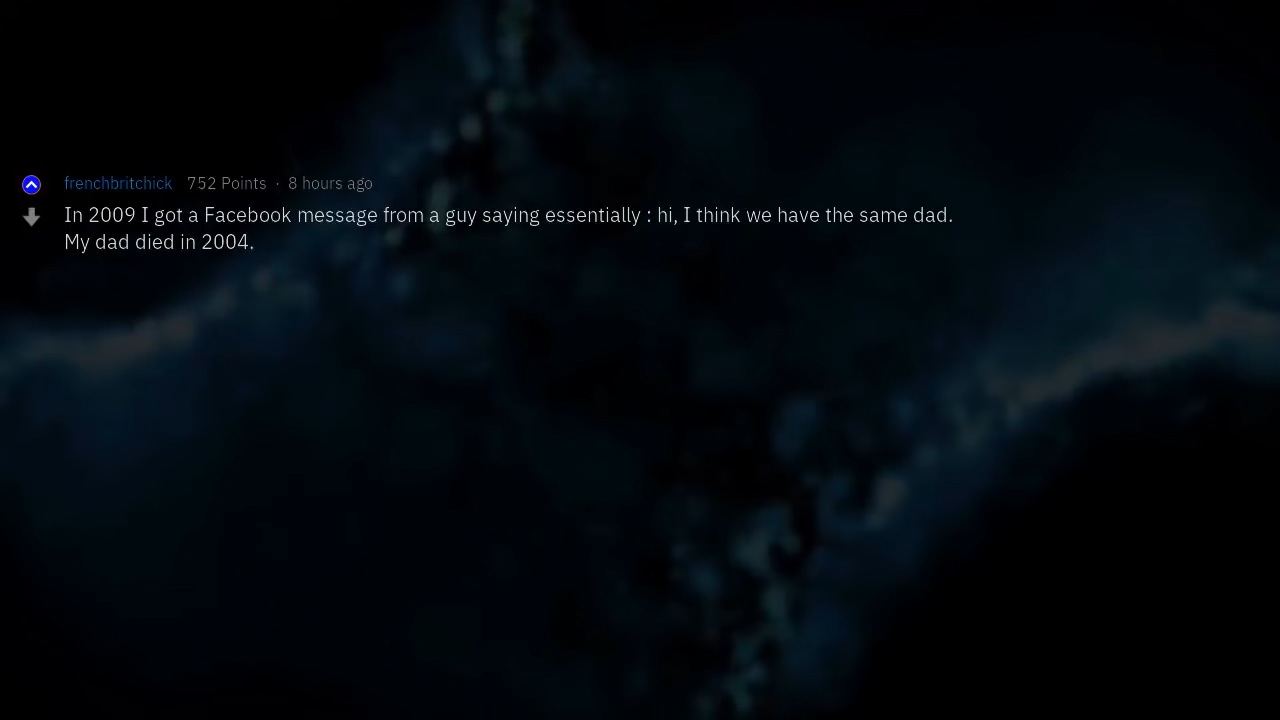 frenchbritchick 752 Points · 8 hours ago
In 2009 I got a Facebook message from a guy saying essentially : hi, I think we have the same dad.
My dad died in 2004.